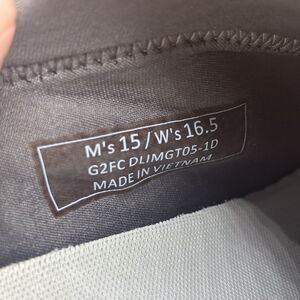 M's 15 / W's 16.5
G2FC DLIMGT05-1D
MADE IN VIETNAM